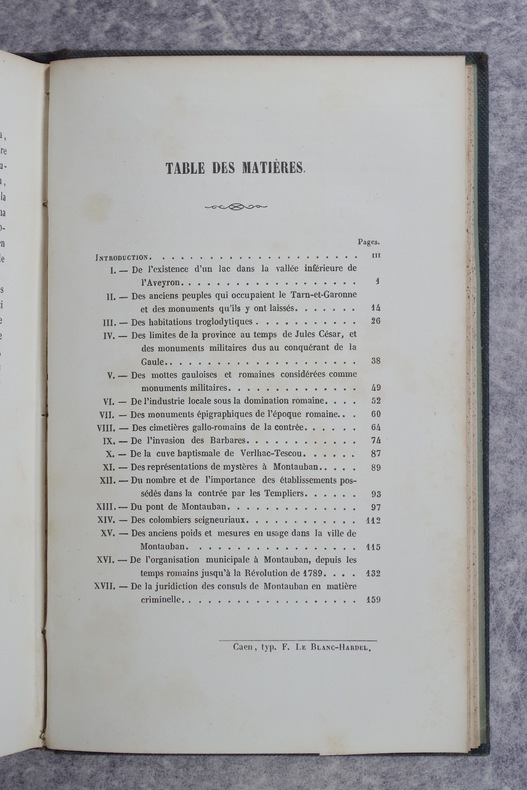 TABLE DES MATIÈRES.
Pages.
INTRODUCTION. . . . . . . . . . . . . . . . . . . III
I. — De l'existence d'un lac dans la vallée inférieure de
l'Aveyron. . . . . . . . . . . . . . . . . . . 1
II. — Des anciens peuples qui occupaient le Tarn-et-Garonne
et des monuments qu'ils y ont laissés. . . . . . . 14
III. — Des habitations troglodytiques . . . . . . . . . . . 26
IV. — Des limites de la province au temps de Jules César, et
des monuments militaires dus au conquérant de la
Gaule. . . . . . . . . . . . . . . . . . . . . 38
V. — Des mottes gauloises et romaines considérées comme
monuments militaires. . . . . . . . . . . . . . 49
VI. — De l'industrie locale sous la domination romaine. . . . 52
VII. — Des monuments épigraphiques de l'époque romaine. . . 60
VIII. — Des cimetières gallo-romains de la contrée. . . . . . 64
IX. — De l'invasion des Barbares. . . . . . . . . . . . 74
X. — De la cuve baptismale de Verlhac-Tescou. . . . . . 87
XI. — Des représentations de mystères à Montauban. . . . . 89
XII. — Du nombre et de l'importance des établissements pos-
sédés dans la contrée par les Templiers. . . . . . 93
XIII. — Du pont de Montauban. . . . . . . . . . . . . . 97
XIV. — Des colombiers seigneuriaux. . . . . . . . . . . . 112
XV. — Des anciens poids et mesures en usage dans la ville de
Montauban. . . . . . . . . . . . . . . . . . . 115
XVI. — De l'organisation municipale à Montauban, depuis les
temps romains jusqu'à la Révolution de 1789. . . . 132
XVII. — De la juridiction des consuls de Montauban en matière
criminelle. . . . . . . . . . . . . . . . . . . 159
Caen, typ. F. LE BLANC-HARDEL.